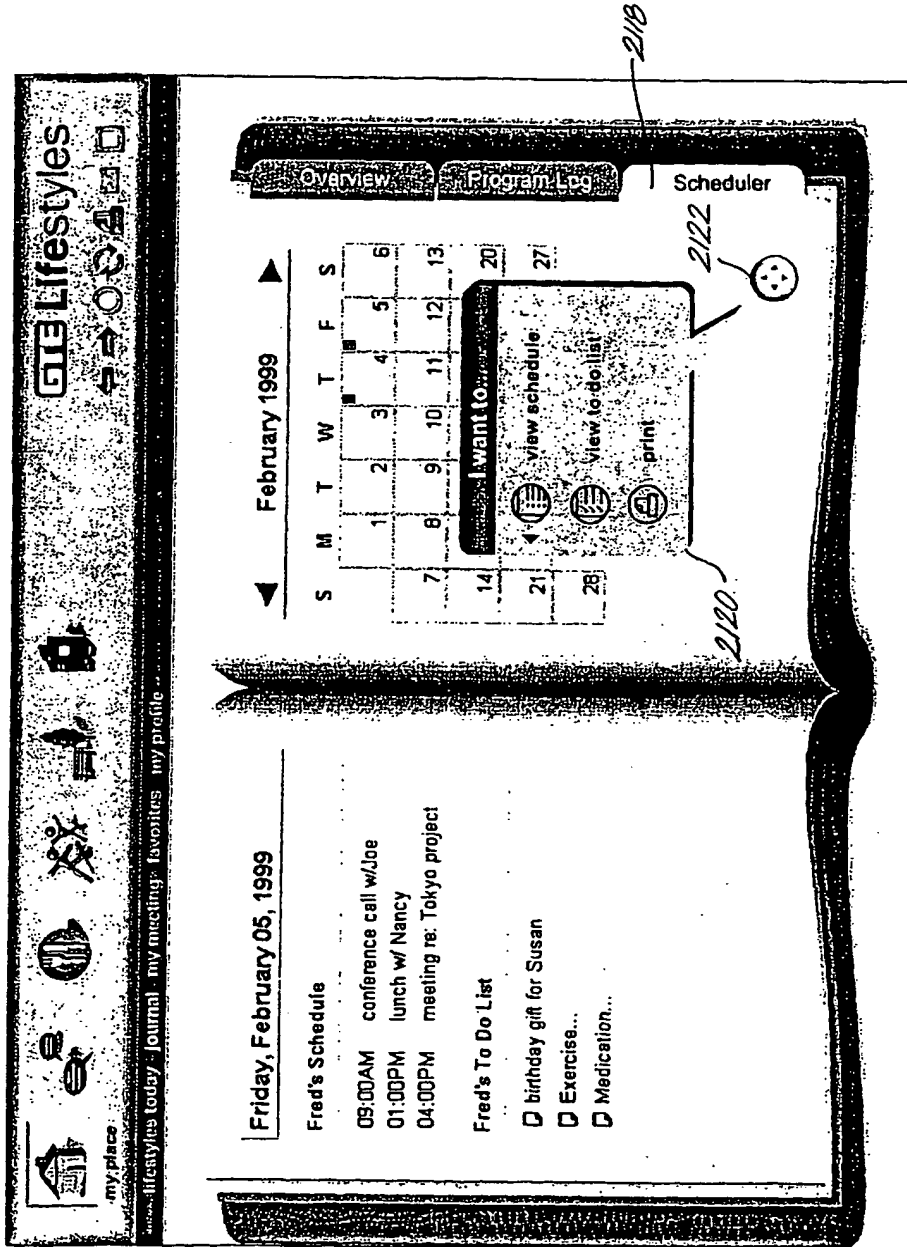 GTE Lifestyles
my place
lifestyles today · journal · my meeting · favorites · my profile
Friday, February 05, 1999
Fred's Schedule
09:00AM conference call w/Joe
01:00PM lunch w/ Nancy
04:00PM meeting re: Tokyo project
Fred's To Do List
birthday gift for Susan
Exercise...
Medication...
February 1999
S M T W T F S
1 2 3 4 5 6
7 8 9 10 11 12 13
14 20
21 27
28
I want to...
view schedule
view to do list
print
Overview
Program Log
Scheduler
2118
2120
2122